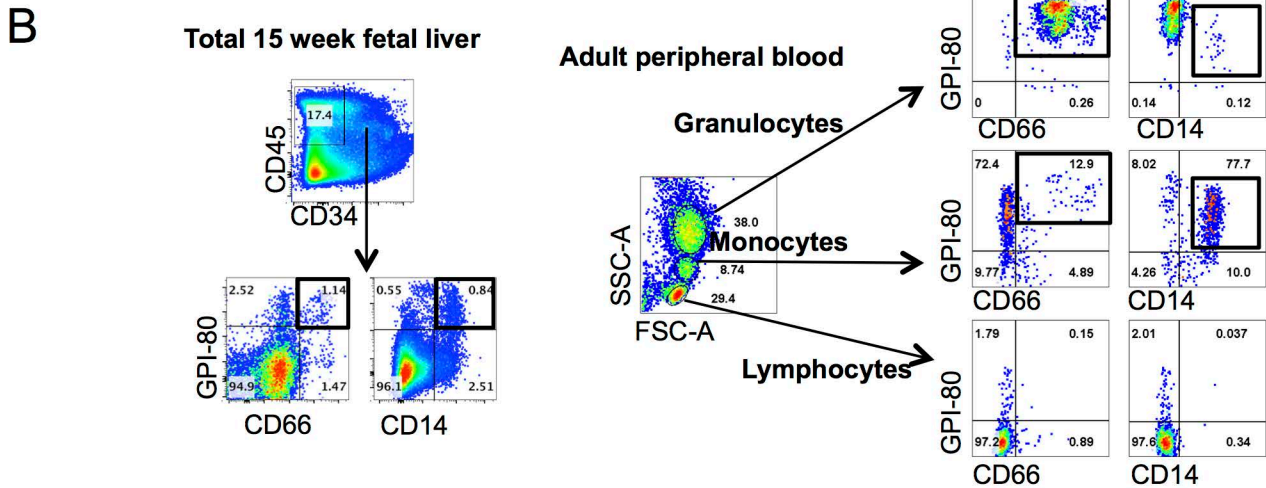 B
Total 15 week fetal liver
CD45
17.4
CD34
2.52
1.14
GPI-80
94.9
1.47
CD66
0.55
0.84
96.1
2.51
CD14
Adult peripheral blood
Granulocytes
Monocytes
Lymphocytes
SSC-A
38.0
8.74
29.4
FSC-A
GPI-80
0
0.26
CD66
0.14
0.12
CD14
GPI-80
72.4
12.9
9.77
4.89
CD66
8.02
77.7
4.26
10.0
CD14
GPI-80
1.79
0.15
97.2
0.89
CD66
2.01
0.037
97.6
0.34
CD14